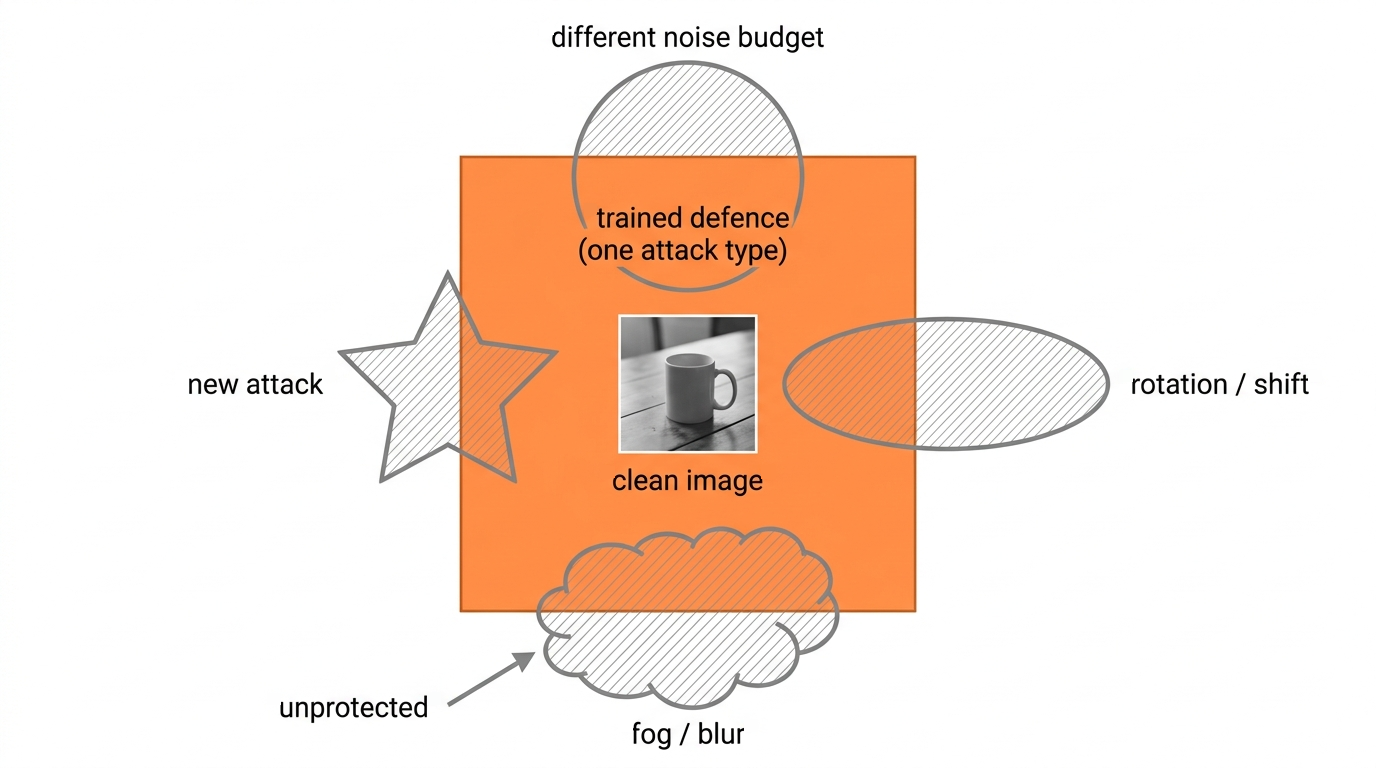 different noise budget
trained defence
(one attack type)
new attack
rotation / shift
clean image
unprotected
fog / blur